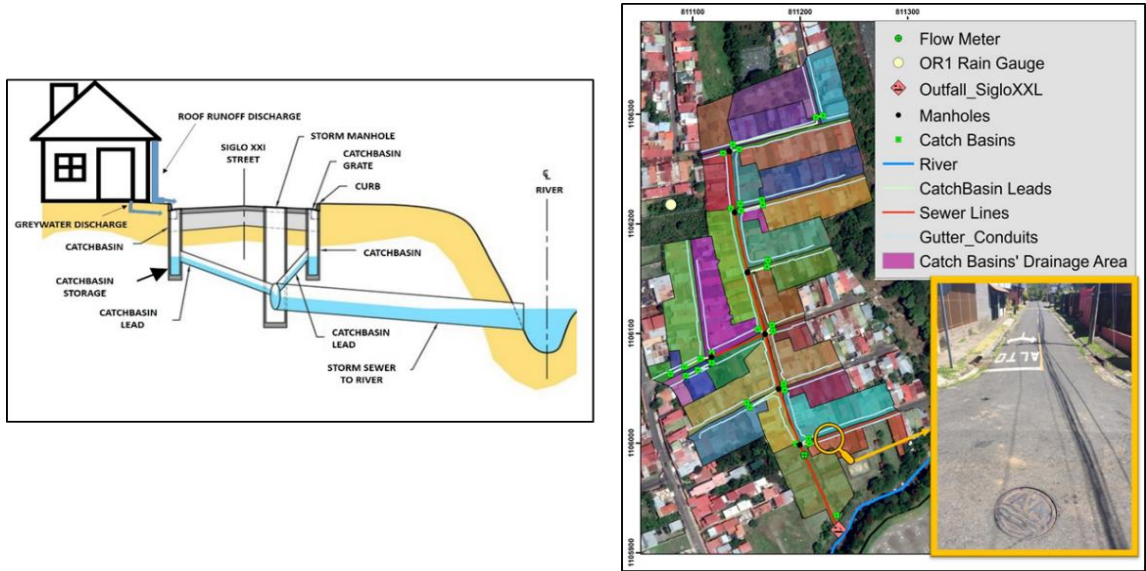 ROOF RUNOFF DISCHARGE
SIGLO XXI
STREET
STORM MANHOLE
CATCHBASIN
GRATE
CURB
℄
RIVER
GREYWATER DISCHARGE
CATCHBASIN
CATCHBASIN
STORAGE
CATCHBASIN
LEAD
CATCHBASIN
CATCHBASIN
LEAD
STORM SEWER
TO RIVER
811100
811200
811300
1106300
1106200
1106100
1106000
1105900
Flow Meter
OR1 Rain Gauge
Outfall_SigloXXL
Manholes
Catch Basins
River
CatchBasin Leads
Sewer Lines
Gutter_Conduits
Catch Basins' Drainage Area
ALTO